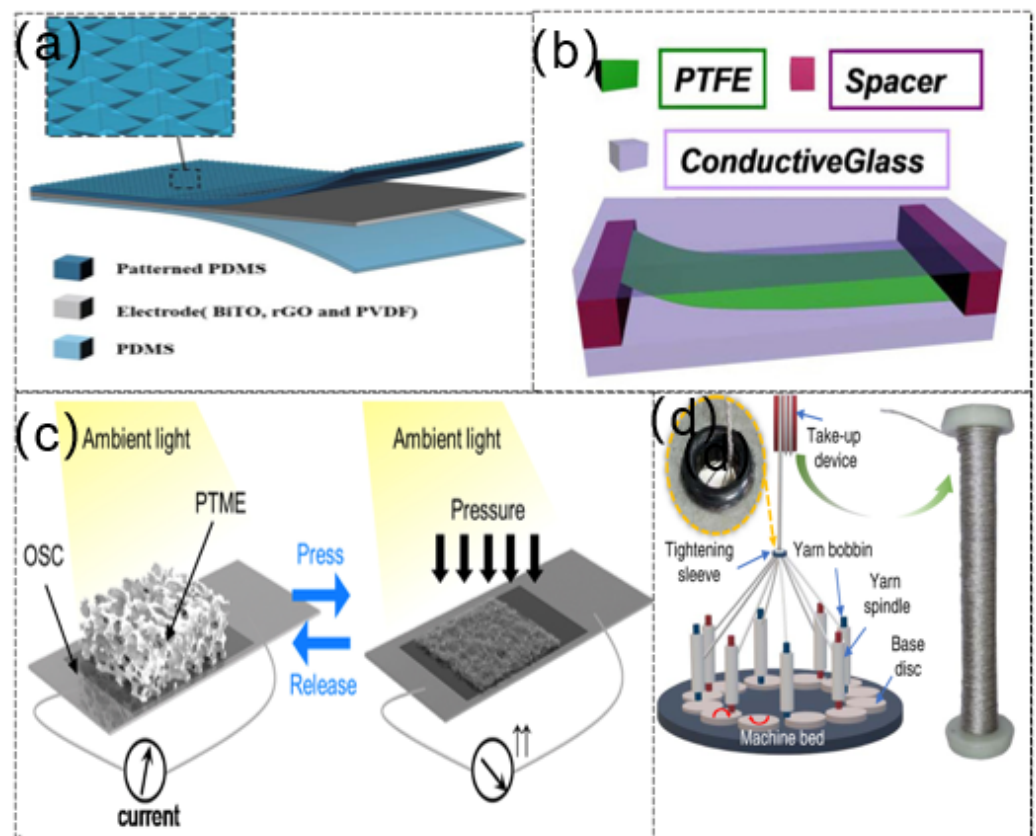 (a)
Patterned PDMS
Electrode( BiTO, rGO and PVDF)
PDMS
(b)
PTFE
Spacer
ConductiveGlass
(c)
Ambient light
PTME
OSC
current
Press
Release
Ambient light
Pressure
(d)
Take-up
device
Tightening
sleeve
Yarn bobbin
Yarn
spindle
Base
disc
Machine bed